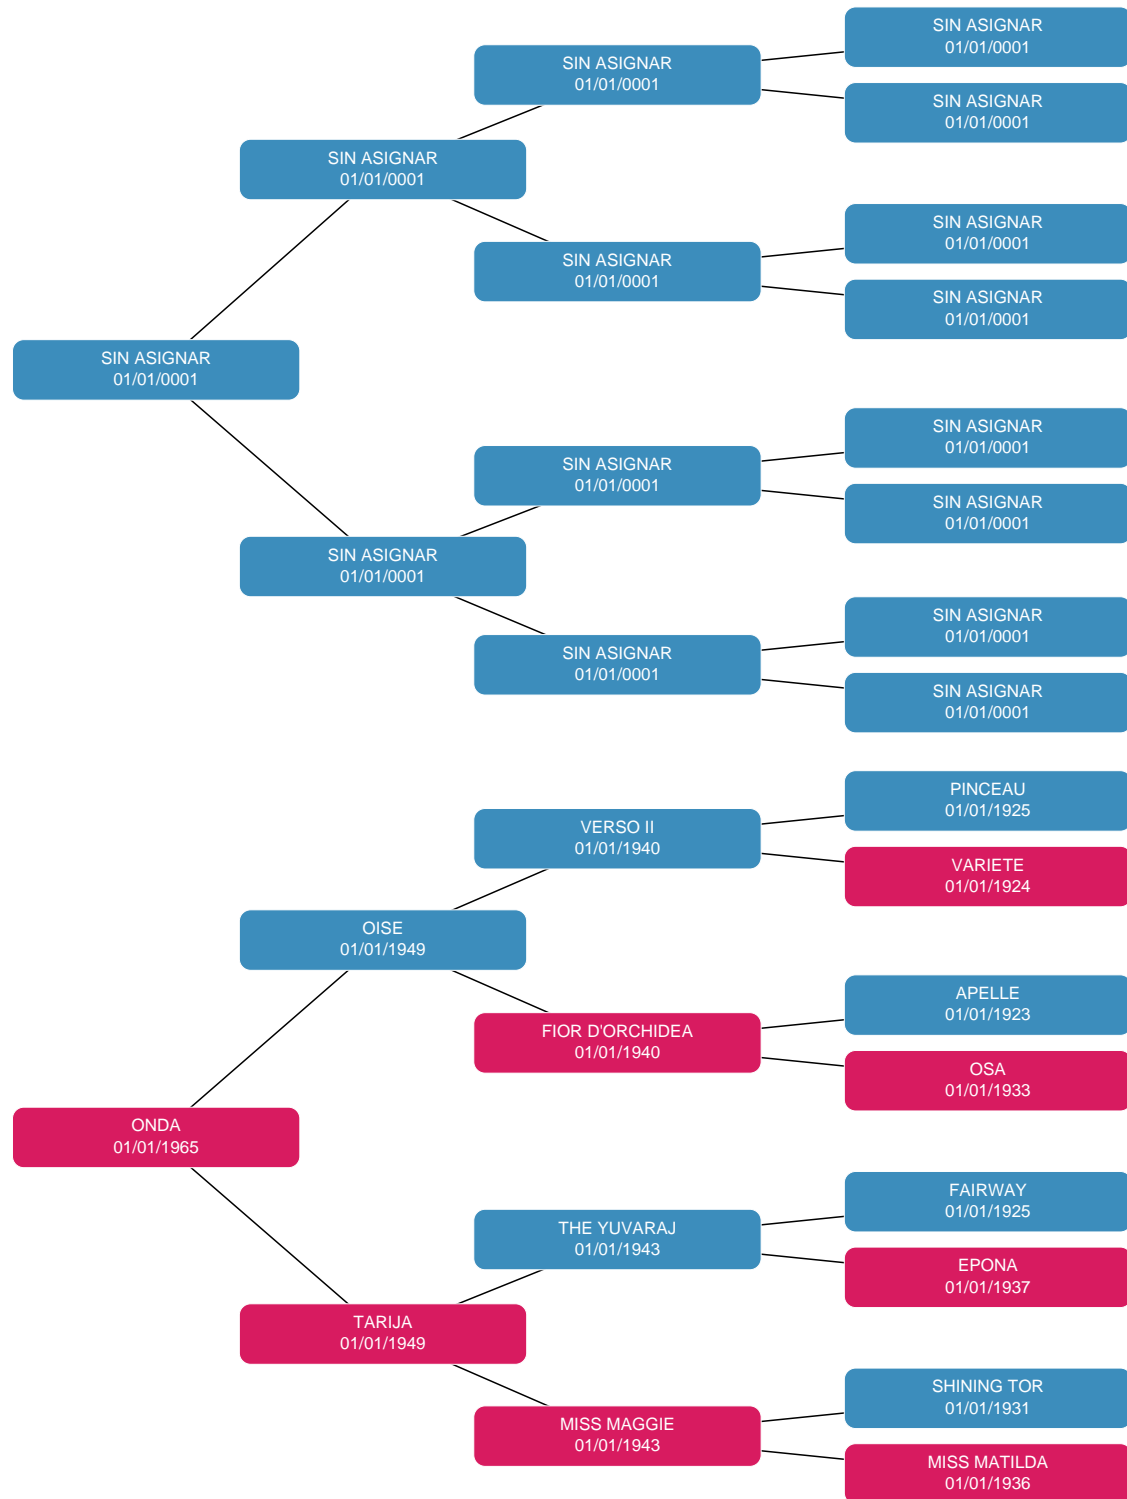 SIN ASIGNAR
01/01/0001
SIN ASIGNAR
01/01/0001
SIN ASIGNAR
01/01/0001
SIN ASIGNAR
01/01/0001
SIN ASIGNAR
01/01/0001
SIN ASIGNAR
01/01/0001
SIN ASIGNAR
01/01/0001
SIN ASIGNAR
01/01/0001
SIN ASIGNAR
01/01/0001
SIN ASIGNAR
01/01/0001
SIN ASIGNAR
01/01/0001
SIN ASIGNAR
01/01/0001
SIN ASIGNAR
01/01/0001
SIN ASIGNAR
01/01/0001
SIN ASIGNAR
01/01/0001
PINCEAU
01/01/1925
VERSO II
01/01/1940
VARIETE
01/01/1924
OISE
01/01/1949
APELLE
01/01/1923
FIOR D'ORCHIDEA
01/01/1940
OSA
01/01/1933
ONDA
01/01/1965
FAIRWAY
01/01/1925
THE YUVARAJ
01/01/1943
EPONA
01/01/1937
TARIJA
01/01/1949
SHINING TOR
01/01/1931
MISS MAGGIE
01/01/1943
MISS MATILDA
01/01/1936